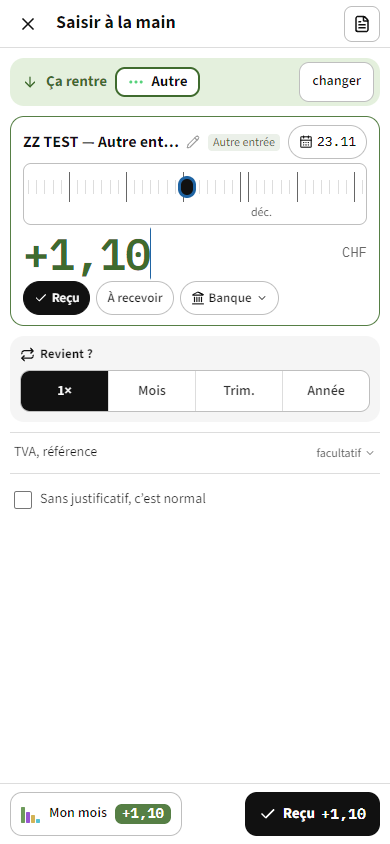 Saisir à la main
Ça rentre
Autre
changer
ZZ TEST — Autre ent...
Autre entrée
23.11
déc.
+1,10
CHF
Reçu
À recevoir
Banque
Revient ?
1×
Mois
Trim.
Année
TVA, référence
facultatif
Sans justificatif, c’est normal
Mon mois
+1,10
Reçu +1,10